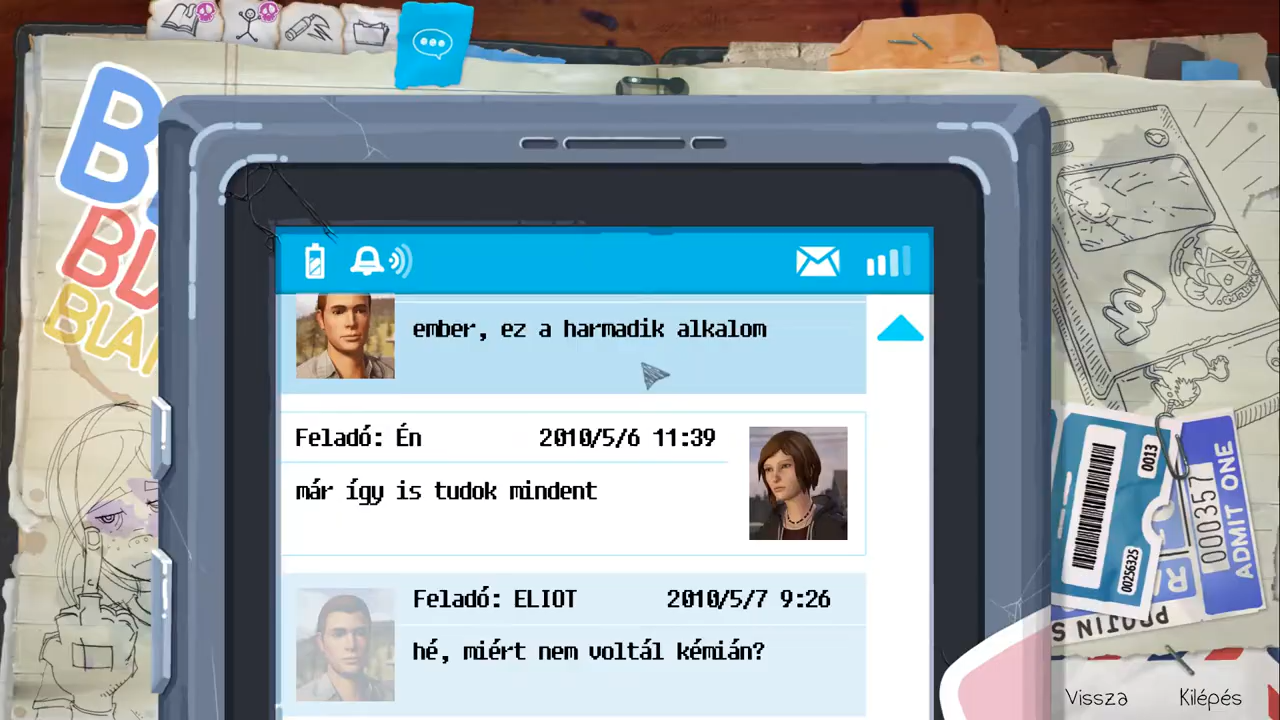 ember, ez a harmadik alkalom
Feladó: Én 2010/5/6 11:39
már így is tudok mindent
Feladó: ELIOT 2010/5/7 9:26
hé, miért nem voltál kémián?
0013
00256325
000357
ADMIT ONE
Vissza Kilépés